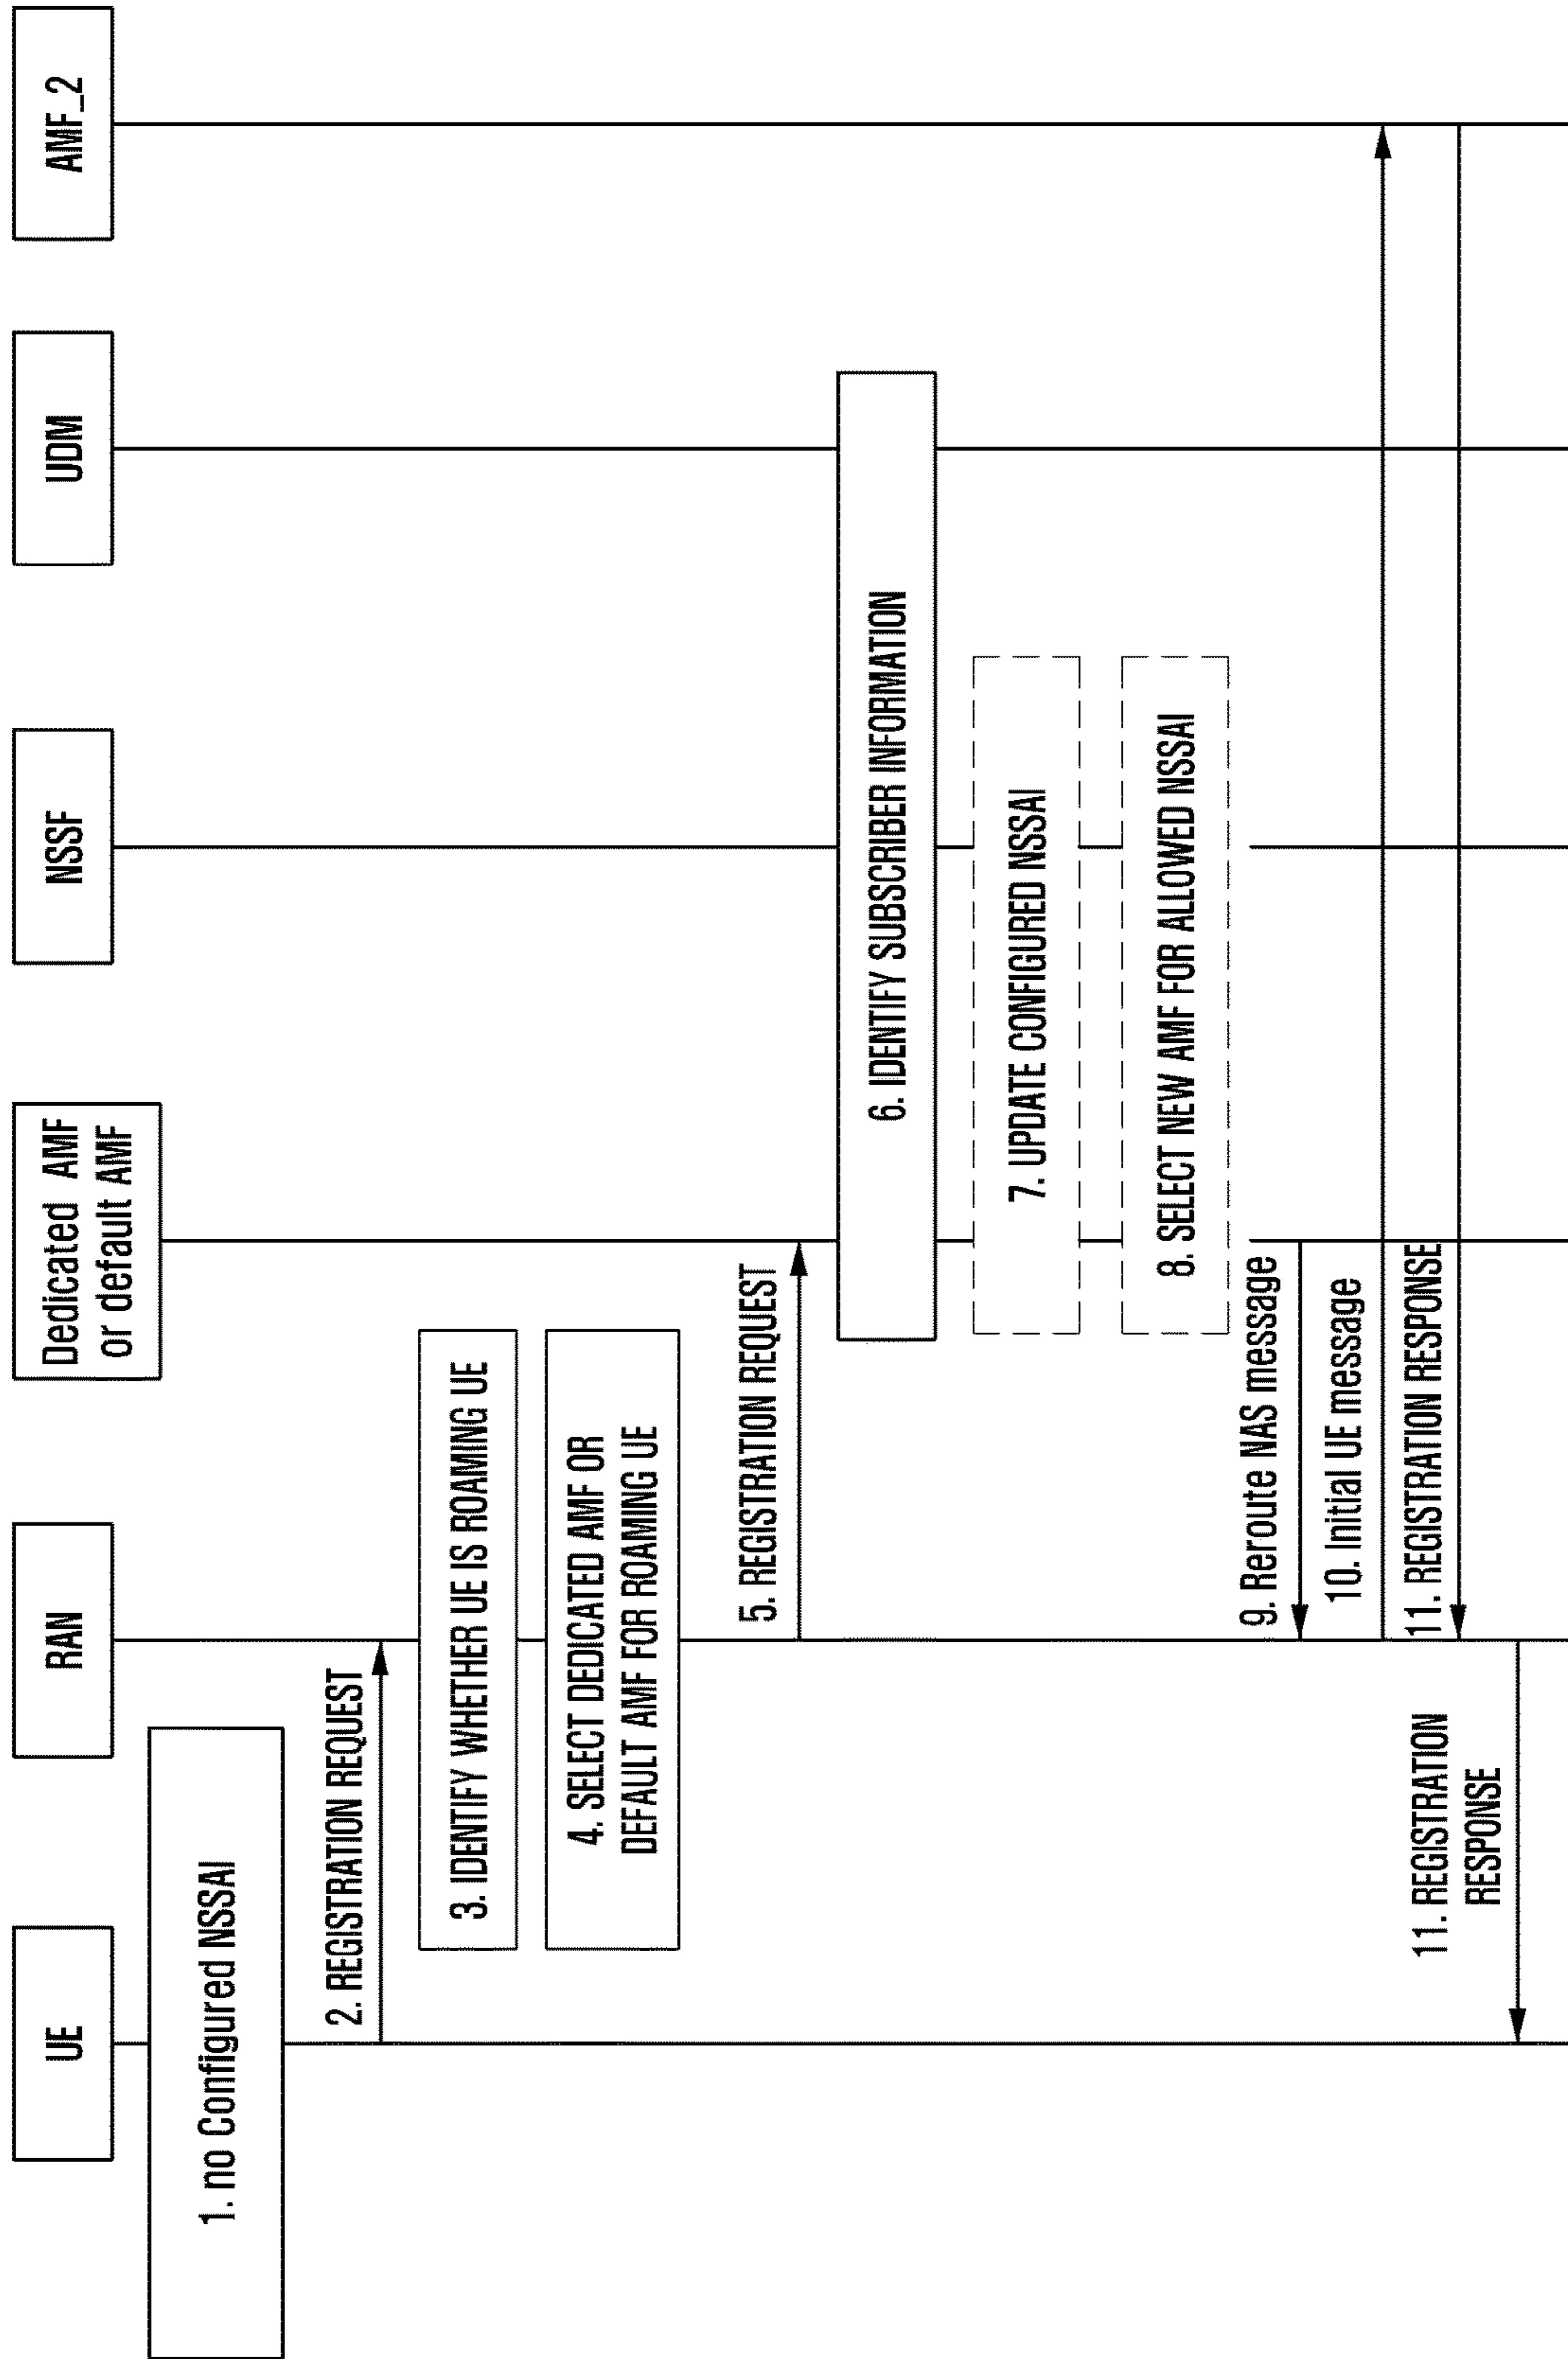 UE
RAN
Dedicated AMF
or default AMF
NSSF
UDM
AMF_2
1. no Configured NSSAI
2. REGISTRATION REQUEST
3. IDENTIFY WHETHER UE IS ROAMING UE
4. SELECT DEDICATED AMF OR
DEFAULT AMF FOR ROAMING UE
5. REGISTRATION REQUEST
6. IDENTIFY SUBSCRIBER INFORMATION
7. UPDATE CONFIGURED NSSAI
8. SELECT NEW AMF FOR ALLOWED NSSAI
9. Reroute NAS message
10. Initial UE message
11. REGISTRATION RESPONSE
11. REGISTRATION
RESPONSE